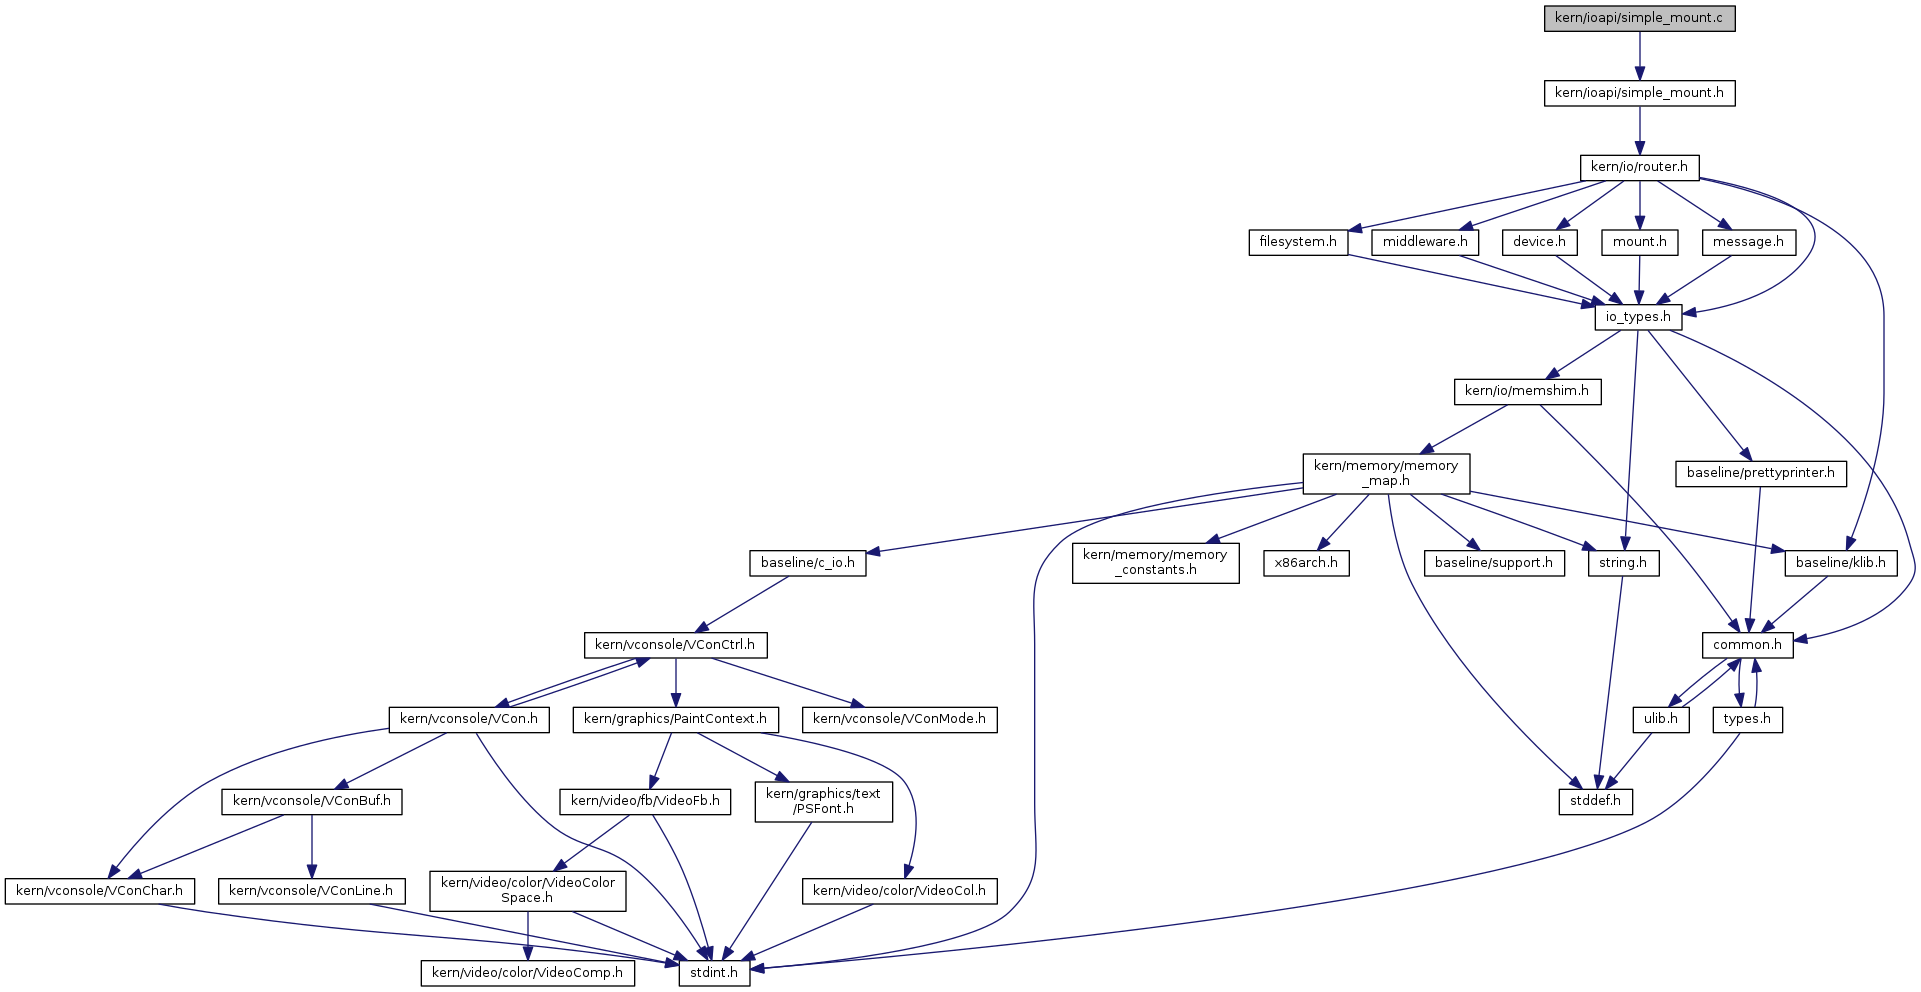 kern/ioapi/simple_mount.c
kern/ioapi/simple_mount.h
kern/io/router.h
filesystem.h
middleware.h
device.h
mount.h
message.h
io_types.h
kern/io/memshim.h
kern/memory/memory
_map.h
baseline/prettyprinter.h
baseline/c_io.h
kern/memory/memory
_constants.h
x86arch.h
baseline/support.h
string.h
baseline/klib.h
kern/vconsole/VConCtrl.h
common.h
kern/vconsole/VCon.h
kern/graphics/PaintContext.h
kern/vconsole/VConMode.h
ulib.h
types.h
kern/vconsole/VConBuf.h
kern/video/fb/VideoFb.h
kern/graphics/text
/PSFont.h
stddef.h
kern/vconsole/VConChar.h
kern/vconsole/VConLine.h
kern/video/color/VideoColor
Space.h
kern/video/color/VideoCol.h
kern/video/color/VideoComp.h
stdint.h